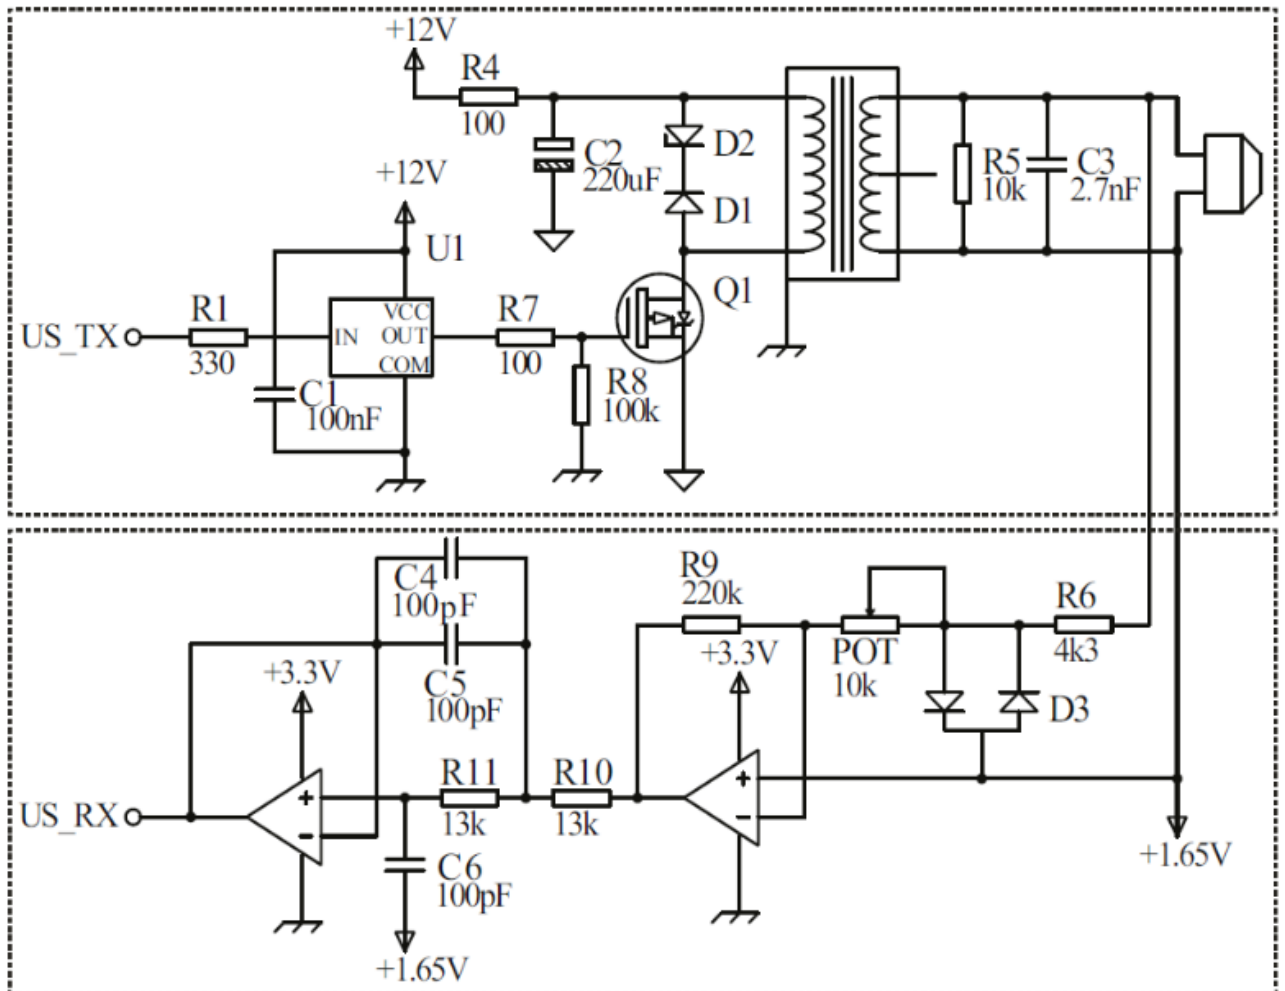 +12V
R4
100
C2
220uF
D2
D1
+12V
U1
R5
10k
C3
2.7nF
US_TX
R1
330
VCC
IN OUT
COM
R7
100
Q1
C1
100nF
R8
100k
C4
100pF
C5
100pF
+3.3V
R9
220k
+3.3V
POT
10k
R6
4k3
D3
US_RX
+
-
R11
13k
R10
13k
+
-
C6
100pF
+1.65V
+1.65V